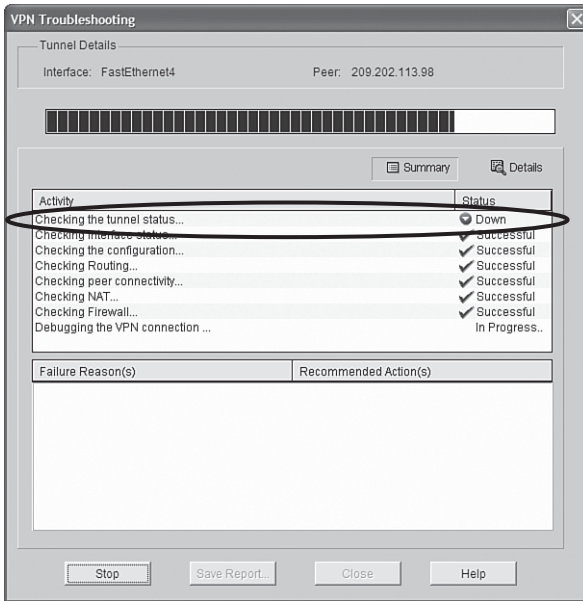 VPN Troubleshooting
Tunnel Details
Interface: FastEthernet4 Peer: 209.202.113.98
Summary Details
Activity Status
Checking the tunnel status... Down
Checking interface status... Successful
Checking the configuration... Successful
Checking Routing... Successful
Checking peer connectivity... Successful
Checking NAT... Successful
Checking Firewall... Successful
Debugging the VPN connection ... In Progress..
Failure Reason(s) Recommended Action(s)
Stop Save Report... Close Help